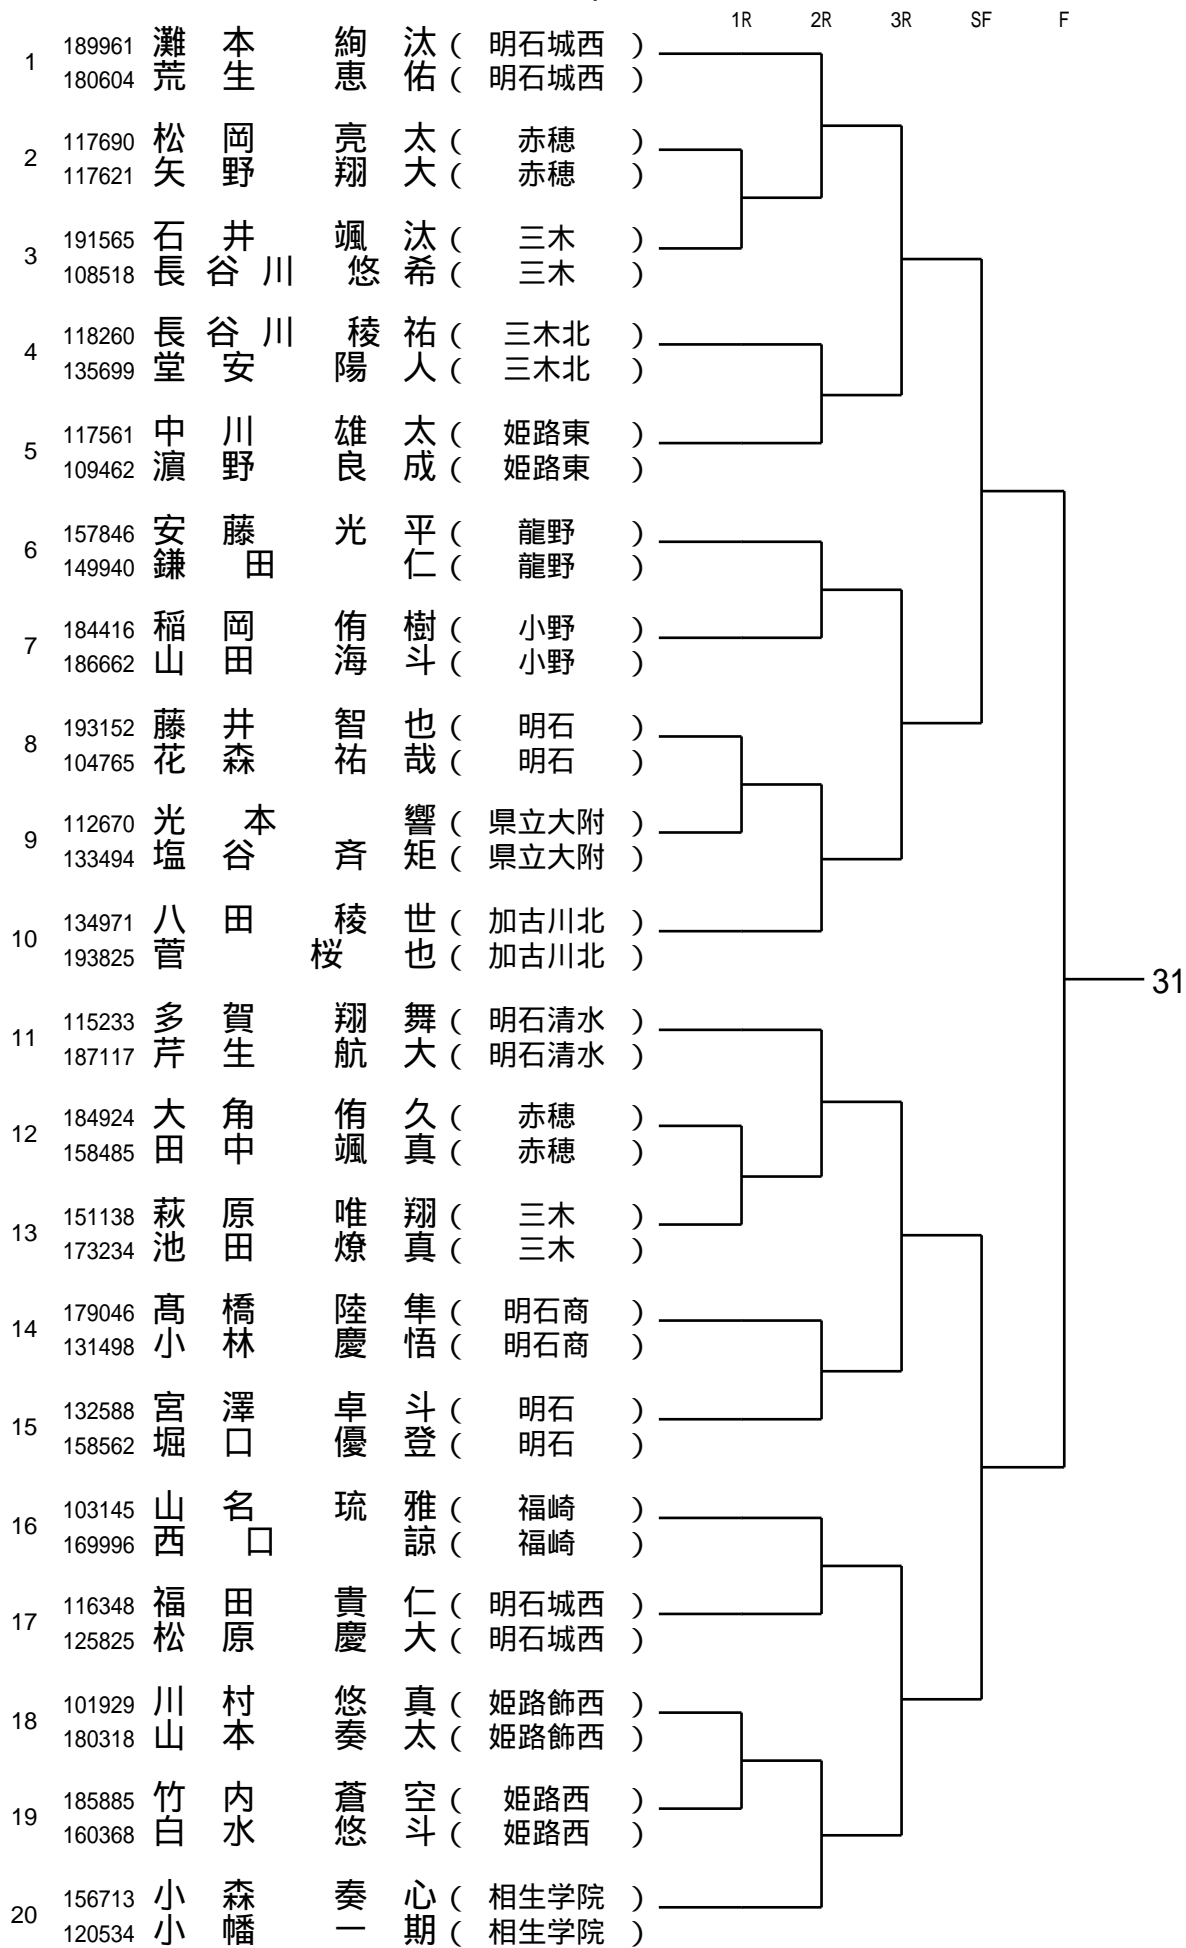 1R 2R 3R SF F
1
189961 灘本 絢汰 ( 明石城西 )
180604 荒生 恵佑 ( 明石城西 )
2
117690 松岡 亮太 ( 赤穂 )
117621 矢野 翔大 ( 赤穂 )
3
191565 石井 颯汰 ( 三木 )
108518 長谷川 悠希 ( 三木 )
4
118260 長谷川 稜祐 ( 三木北 )
135699 堂安 陽人 ( 三木北 )
5
117561 中川 雄太 ( 姫路東 )
109462 濵野 良成 ( 姫路東 )
6
157846 安藤 光平 ( 龍野 )
149940 鎌田 仁 ( 龍野 )
7
184416 稲岡 侑樹 ( 小野 )
186662 山田 海斗 ( 小野 )
8
193152 藤井 智也 ( 明石 )
104765 花森 祐哉 ( 明石 )
9
112670 光本 響 ( 県立大附 )
133494 塩谷 斉矩 ( 県立大附 )
10
134971 八田 稜世 ( 加古川北 )
193825 菅 桜也 ( 加古川北 )
31
11
115233 多賀 翔舞 ( 明石清水 )
187117 芹生 航大 ( 明石清水 )
12
184924 大角 侑久 ( 赤穂 )
158485 田中 颯真 ( 赤穂 )
13
151138 萩原 唯翔 ( 三木 )
173234 池田 燎真 ( 三木 )
14
179046 髙橋 陸隼 ( 明石商 )
131498 小林 慶悟 ( 明石商 )
15
132588 宮澤 卓斗 ( 明石 )
158562 堀口 優登 ( 明石 )
16
103145 山名 琉雅 ( 福崎 )
169996 西口 諒 ( 福崎 )
17
116348 福田 貴仁 ( 明石城西 )
125825 松原 慶大 ( 明石城西 )
18
101929 川村 悠真 ( 姫路飾西 )
180318 山本 奏太 ( 姫路飾西 )
19
185885 竹内 蒼空 ( 姫路西 )
160368 白水 悠斗 ( 姫路西 )
20
156713 小森 奏心 ( 相生学院 )
120534 小幡 一期 ( 相生学院 )